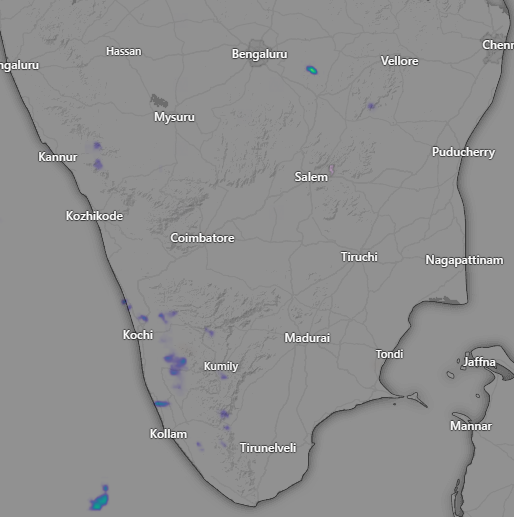 Hassan
Bengaluru
Chenn
ngaluru
Vellore
Mysuru
Kannur
Puducherry
Salem
Kozhikode
Coimbatore
Tiruchi
Nagapattinam
Kochi
Madurai
Tondi
Kumily
Jaffna
Mannar
Kollam
Tirunelveli